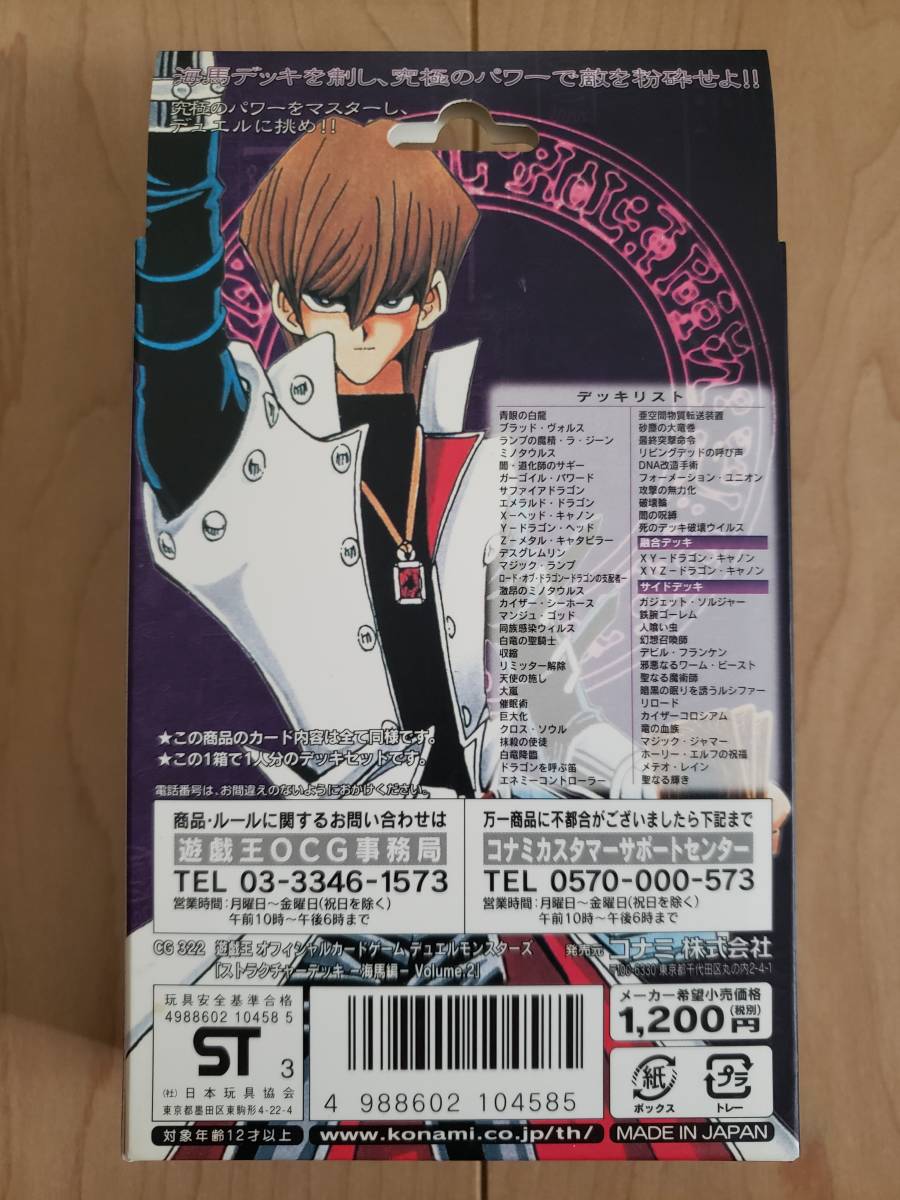 海馬デッキを制し、究極のパワーで敵を粉砕せよ!!
究極のパワーをマスターし、
デュエルに挑め!!
デッキリスト
青眼の白龍
ブラッド・ヴォルス
ランプの魔精・ラ・ジーン
ミノタウルス
闇・道化師のサギー
ガーゴイル・パワード
サファイアドラゴン
エメラルド・ドラゴン
X−ヘッド・キャノン
Y−ドラゴン・ヘッド
Z−メタル・キャタピラー
デスグレムリン
マジック・ランプ
ロード・オブ・ドラゴン−ドラゴンの支配者−
激昂のミノタウルス
カイザー・シーホース
マンジュ・ゴッド
同族感染ウィルス
白竜の聖騎士
収縮
リミッター解除
天使の施し
大嵐
催眠術
巨大化
クロス・ソウル
抹殺の使徒
白竜降臨
ドラゴンを呼ぶ笛
エネミーコントローラー
亜空間物質転送装置
砂塵の大竜巻
最終突撃命令
リビングデッドの呼び声
DNA改造手術
フォーメーション・ユニオン
攻撃の無力化
破壊輪
闇の呪縛
死のデッキ破壊ウイルス
融合デッキ
XY−ドラゴン・キャノン
XYZ−ドラゴン・キャノン
サイドデッキ
ガジェット・ソルジャー
鉄腕ゴーレム
人喰い虫
幻想召喚師
デビル・フランケン
邪悪なるワーム・ビースト
聖なる魔術師
暗黒の眠りを誘うルシファー
リロード
カイザーコロシアム
竜の血族
マジック・ジャマー
ホーリー・エルフの祝福
メテオ・レイン
聖なる輝き
★この商品のカード内容は全て同様です。
★この1箱で1人分のデッキセットです。
電話番号は、お間違えのないようにおかけください。
商品・ルールに関するお問い合わせは
遊戯王OCG事務局
TEL 03-3346-1573
営業時間:月曜日〜金曜日(祝日を除く)
午前10時〜午後6時まで
万一商品に不都合がございましたら下記まで
コナミカスタマーサポートセンター
TEL 0570-000-573
営業時間:月曜日〜金曜日(祝日を除く)
午前10時〜午後6時まで
CG 322 遊戯王 オフィシャルカードゲーム デュエルモンスターズ
「ストラクチャーデッキ −海馬編− Volume.2」
発売元 コナミ株式会社
〒100-6330 東京都千代田区丸の内2-4-1
玩具安全基準合格
4988602 10458 5
ST 3
(社)日本玩具協会
東京都墨田区東駒形4-22-4
対象年齢12才以上
4 988602 104585
www.konami.co.jp/th/
メーカー希望小売価格
1,200円(税別)
紙
ボックス
プラ
トレー
MADE IN JAPAN